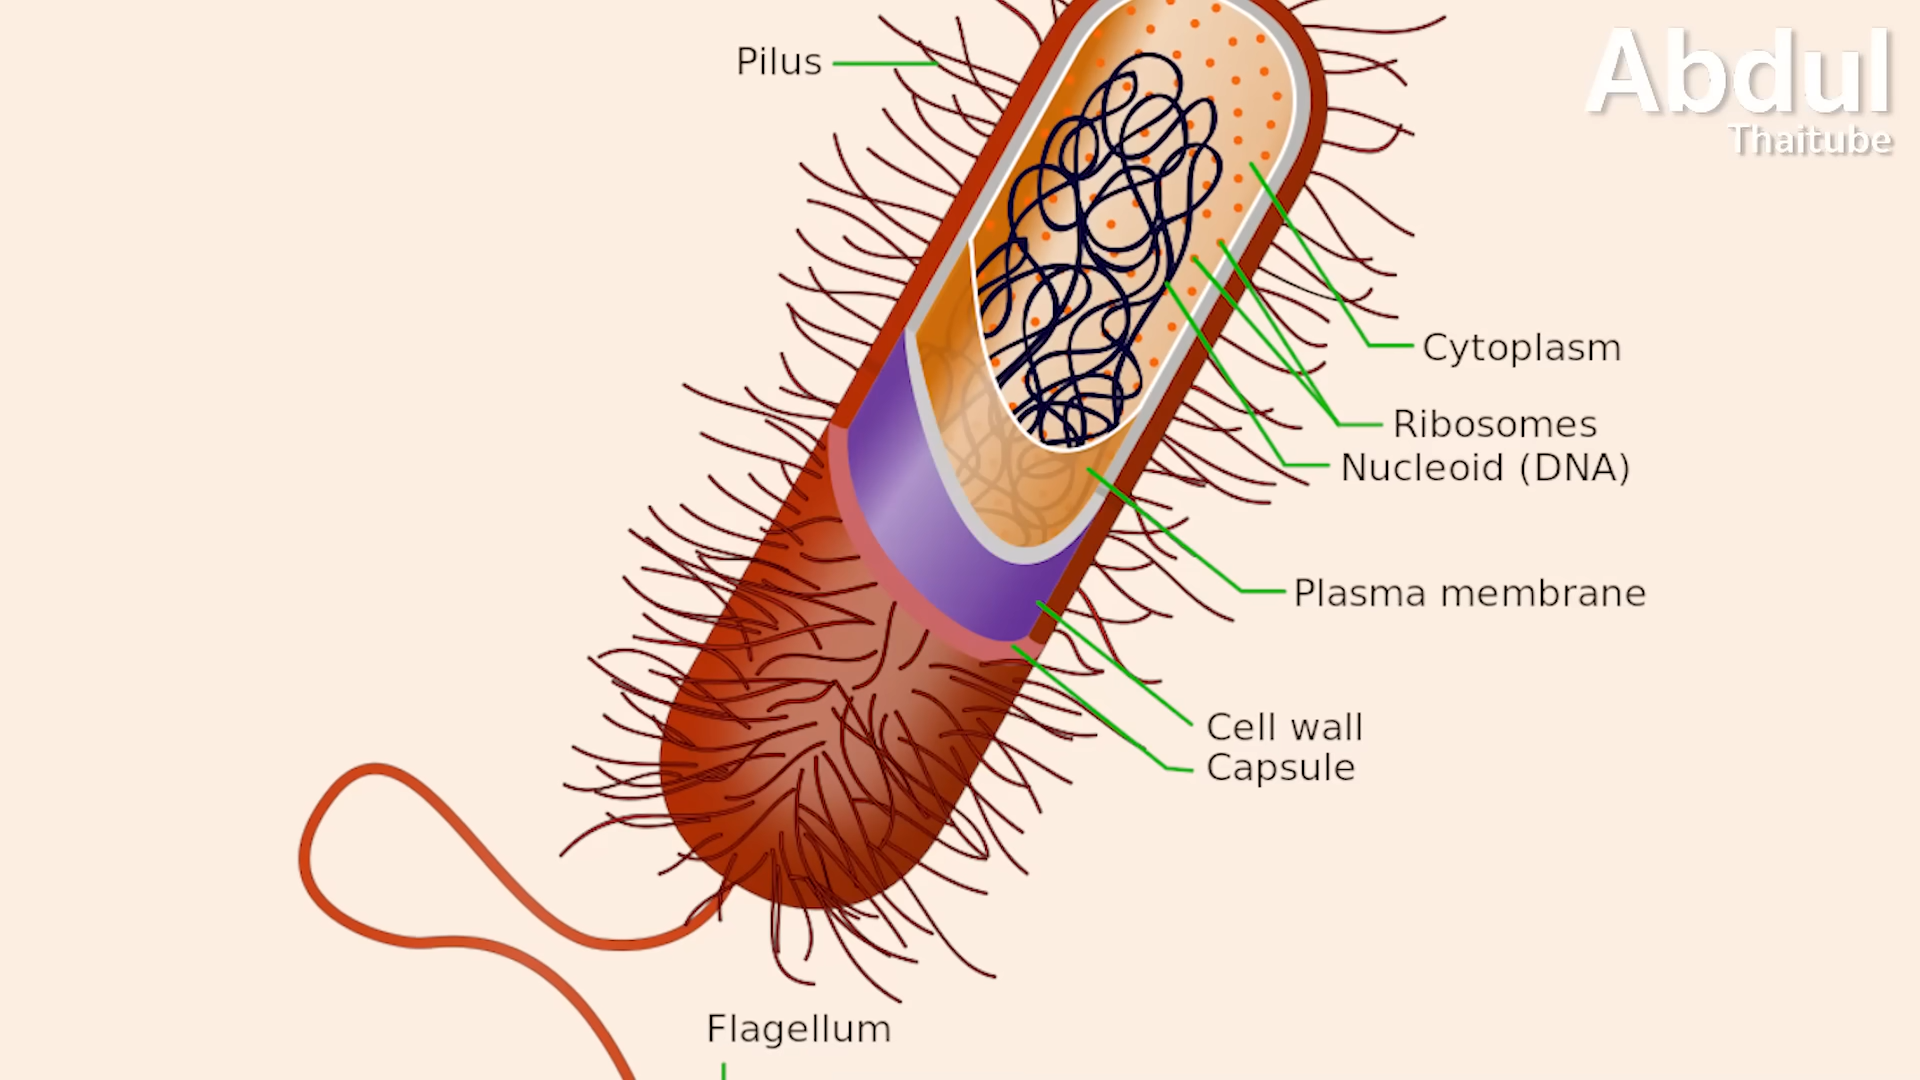 Abdul
Thaitube
Pilus
Cytoplasm
Ribosomes
Nucleoid (DNA)
Plasma membrane
Cell wall
Capsule
Flagellum